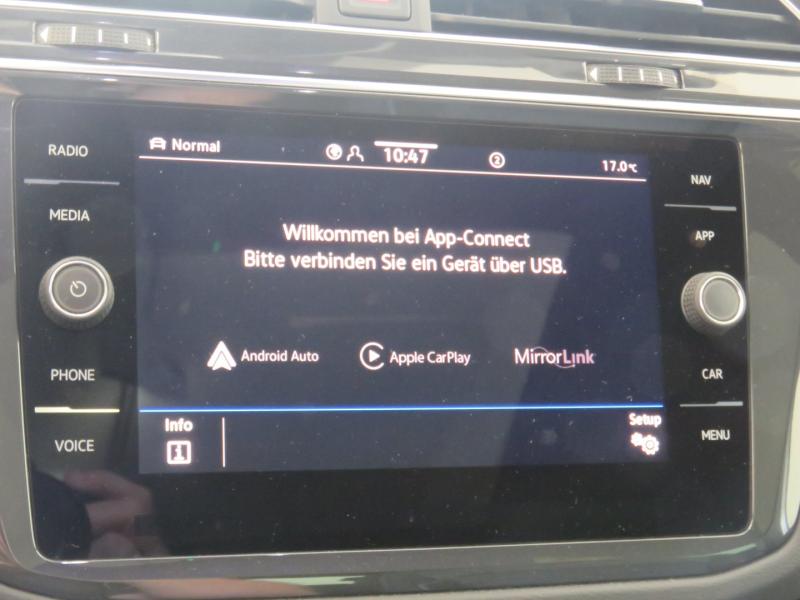 RADIO
MEDIA
PHONE
VOICE
Normal
10:47
2
17.0°C
Willkommen bei App-Connect
Bitte verbinden Sie ein Gerät über USB.
Android Auto
Apple CarPlay
MirrorLink
Info
Setup
NAV
APP
CAR
MENU